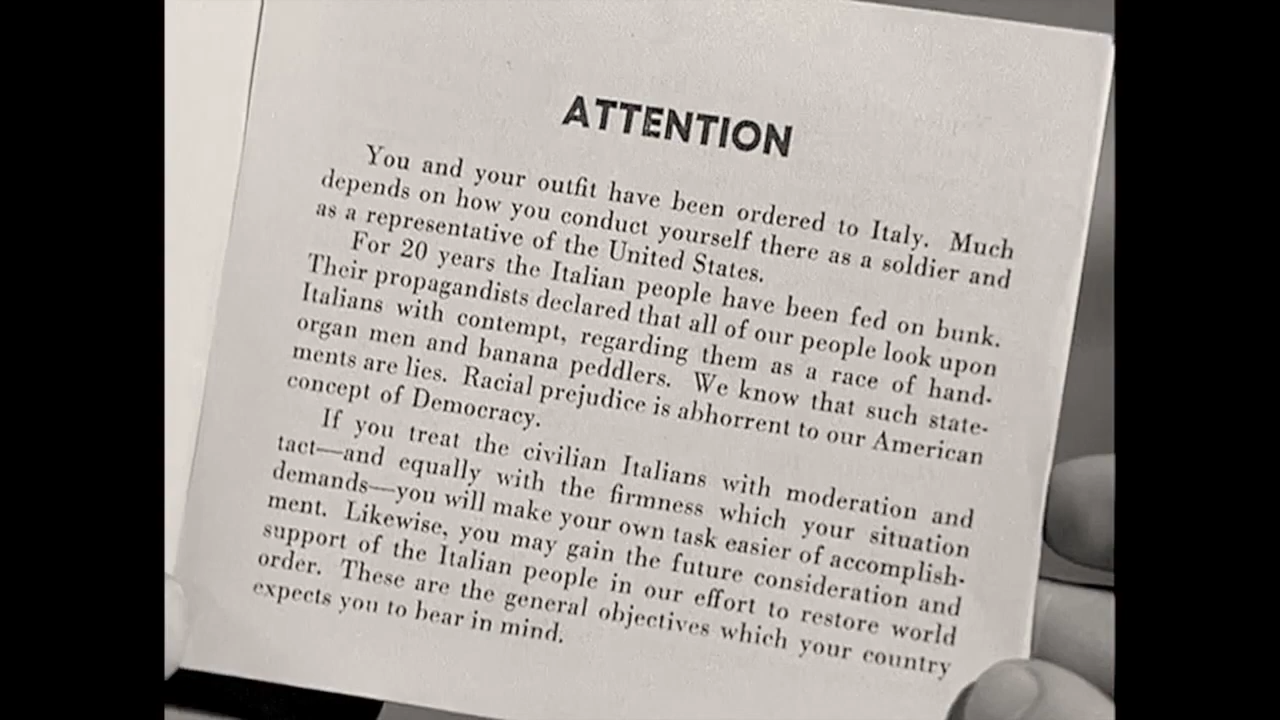 ATTENTION
You and your outfit have been ordered to Italy. Much
depends on how you conduct yourself there as a soldier and
as a representative of the United States.
For 20 years the Italian people have been fed on bunk.
Their propagandists declared that all of our people look upon
Italians with contempt, regarding them as a race of hand-
organ men and banana peddlers. We know that such state-
ments are lies. Racial prejudice is abhorrent to our American
concept of Democracy.
If you treat the civilian Italians with moderation and
tact—and equally with the firmness which your situation
demands—you will make your own task easier of accomplish-
ment. Likewise, you may gain the future consideration and
support of the Italian people in our effort to restore world
order. These are the general objectives which your country
expects you to bear in mind.